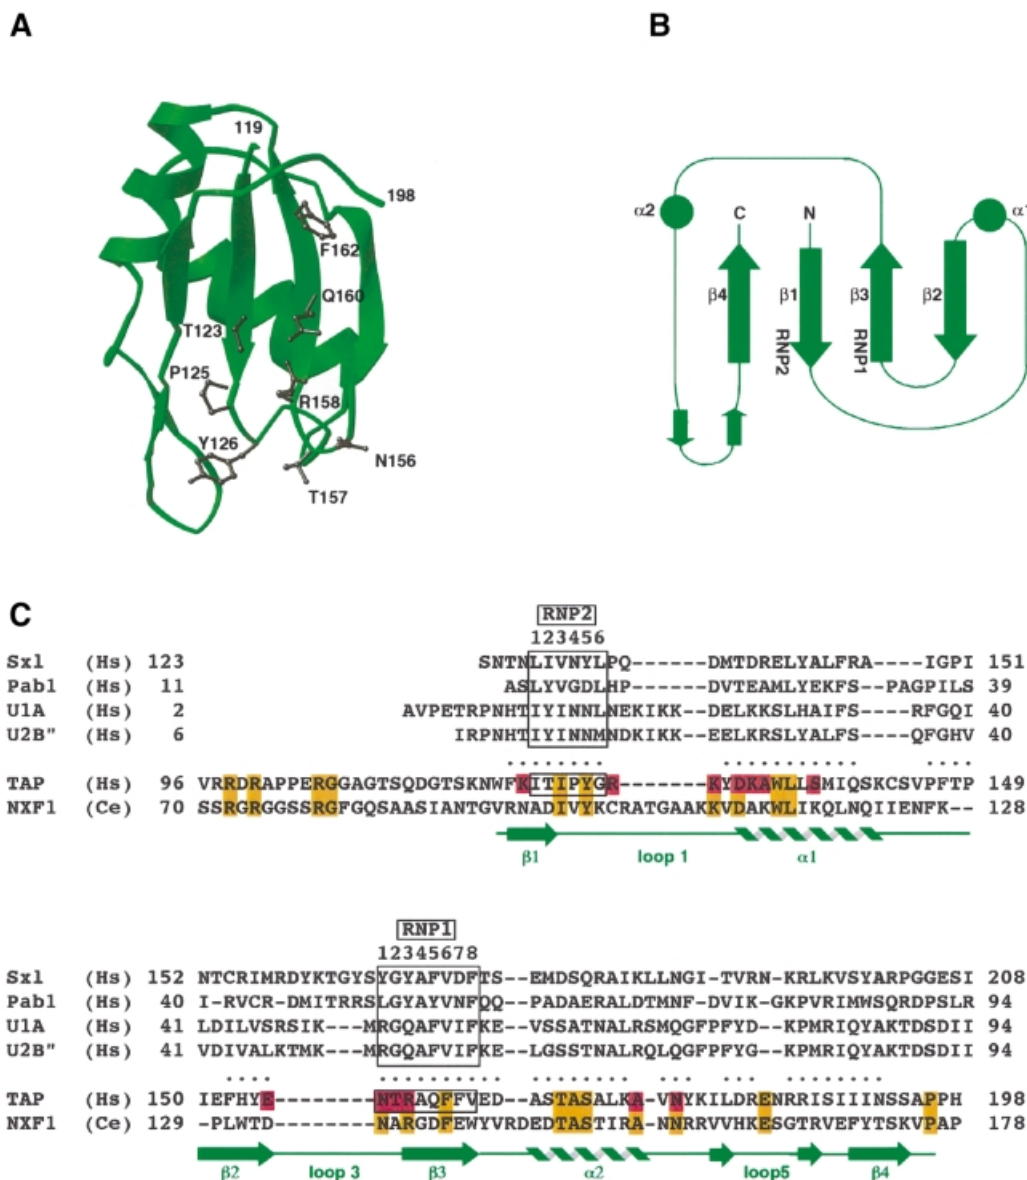 A
B
119
198
F162
Q160
T123
P125
R158
Y126
N156
T157
α2
C
N
α1
β4
β1
β3
β2
RNP2
RNP1
C
RNP2
123456
Sxl (Hs) 123 SNTNLIVNYLPQ------DMTDRELYALFRA----IGPI 151
Pab1 (Hs) 11 ASLYVGDLHP------DVTEAMLYEKFS--PAGPILS 39
U1A (Hs) 2 AVPETRPNHTIYINNLNEKIKK--DELKKSLHAIFS----RFGQI 40
U2B" (Hs) 6 IRPNHTIYINNMNDKIKK--EELKRSLYALFS----QFGHV 40
TAP (Hs) 96 VRRDRAPPERGGAGTSQDGTSKNWFKITIPYGR------KYDKAWLLSMIQSKCSVPFTP 149
NXF1 (Ce) 70 SSRGRGGSSRGFGQSAASIANTGVRNADIVYKCRATGAAKKVDAKWLIKQLNQIIENFK-- 128
β1 loop 1 α1
RNP1
12345678
Sxl (Hs) 152 NTCRIMRDYKTGYSYGYAFVDFTS--EMDSQRAIKLLNGI-TVRN-KRLKVSYARPGGESI 208
Pab1 (Hs) 40 I-RVCR-DMITRRSLGYAYVNFQQ--PADAERALDTMNF-DVIK-GKPVRIMWSQRDPSLR 94
U1A (Hs) 41 LDILVSRSIK---MRGQAFVIFKE--VSSATNALRSMQGFPFYD--KPMRIQYAKTDSDII 94
U2B" (Hs) 41 VDIVALKTMK---MRGQAFVIFKE--LGSSTNALRQLQGFPFYG--KPMRIQYAKTDSDII 94
TAP (Hs) 150 IEFHYE--------NTRAQFFVED--ASTASALKA-VNYKILDRENRRISIIINSSAPPH 198
NXF1 (Ce) 129 -PLWTD--------NARGDFEWYVRDEDTASTIRA-NNRRVVHKESGTRVEFYTSKVPAP 178
β2 loop 3 β3 α2 loop5 β4